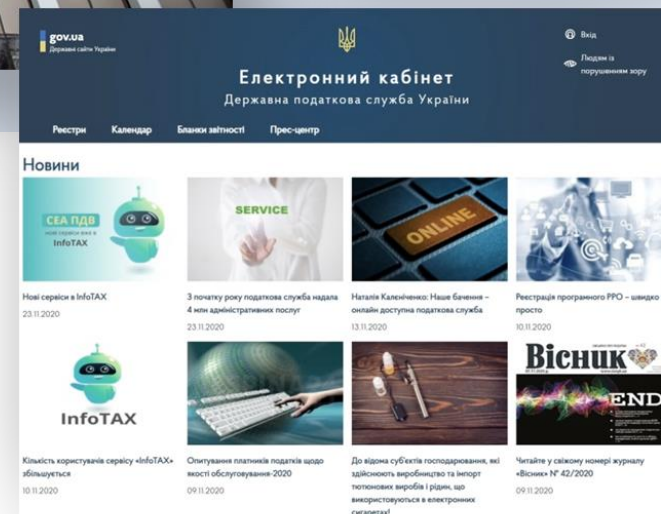 gov.ua
Державні сайти України
Вхід
Людям із
порушенням зору
Електронний кабінет
Державна податкова служба України
Реєстри Календар Бланки звітності Прес-центр
Новини
СЕА ПДВ
нові сервіси вже в
InfoTAX
SERVICE
ONLINE
Нові сервіси в InfoTAX
23.11.2020
З початку року податкова служба надала
4 млн адміністративних послуг
23.11.2020
Наталія Калєніченко: Наше бачення –
онлайн доступна податкова служба
13.11.2020
Реєстрація програмного РРО – швидко
просто
10.11.2020
InfoTAX
Вісник
END
Кількість користувачів сервісу «InfoTAX»
збільшується
10.11.2020
Опитування платників податків щодо
якості обслуговування-2020
09.11.2020
До відома суб'єктів господарювання, які
здійснюють виробництво та імпорт
тютюнових виробів і рідин, що
використовуються в електронних
сигаретах!
Читайте у свіжому номері журналу
«Вісник» № 42/2020
09.11.2020